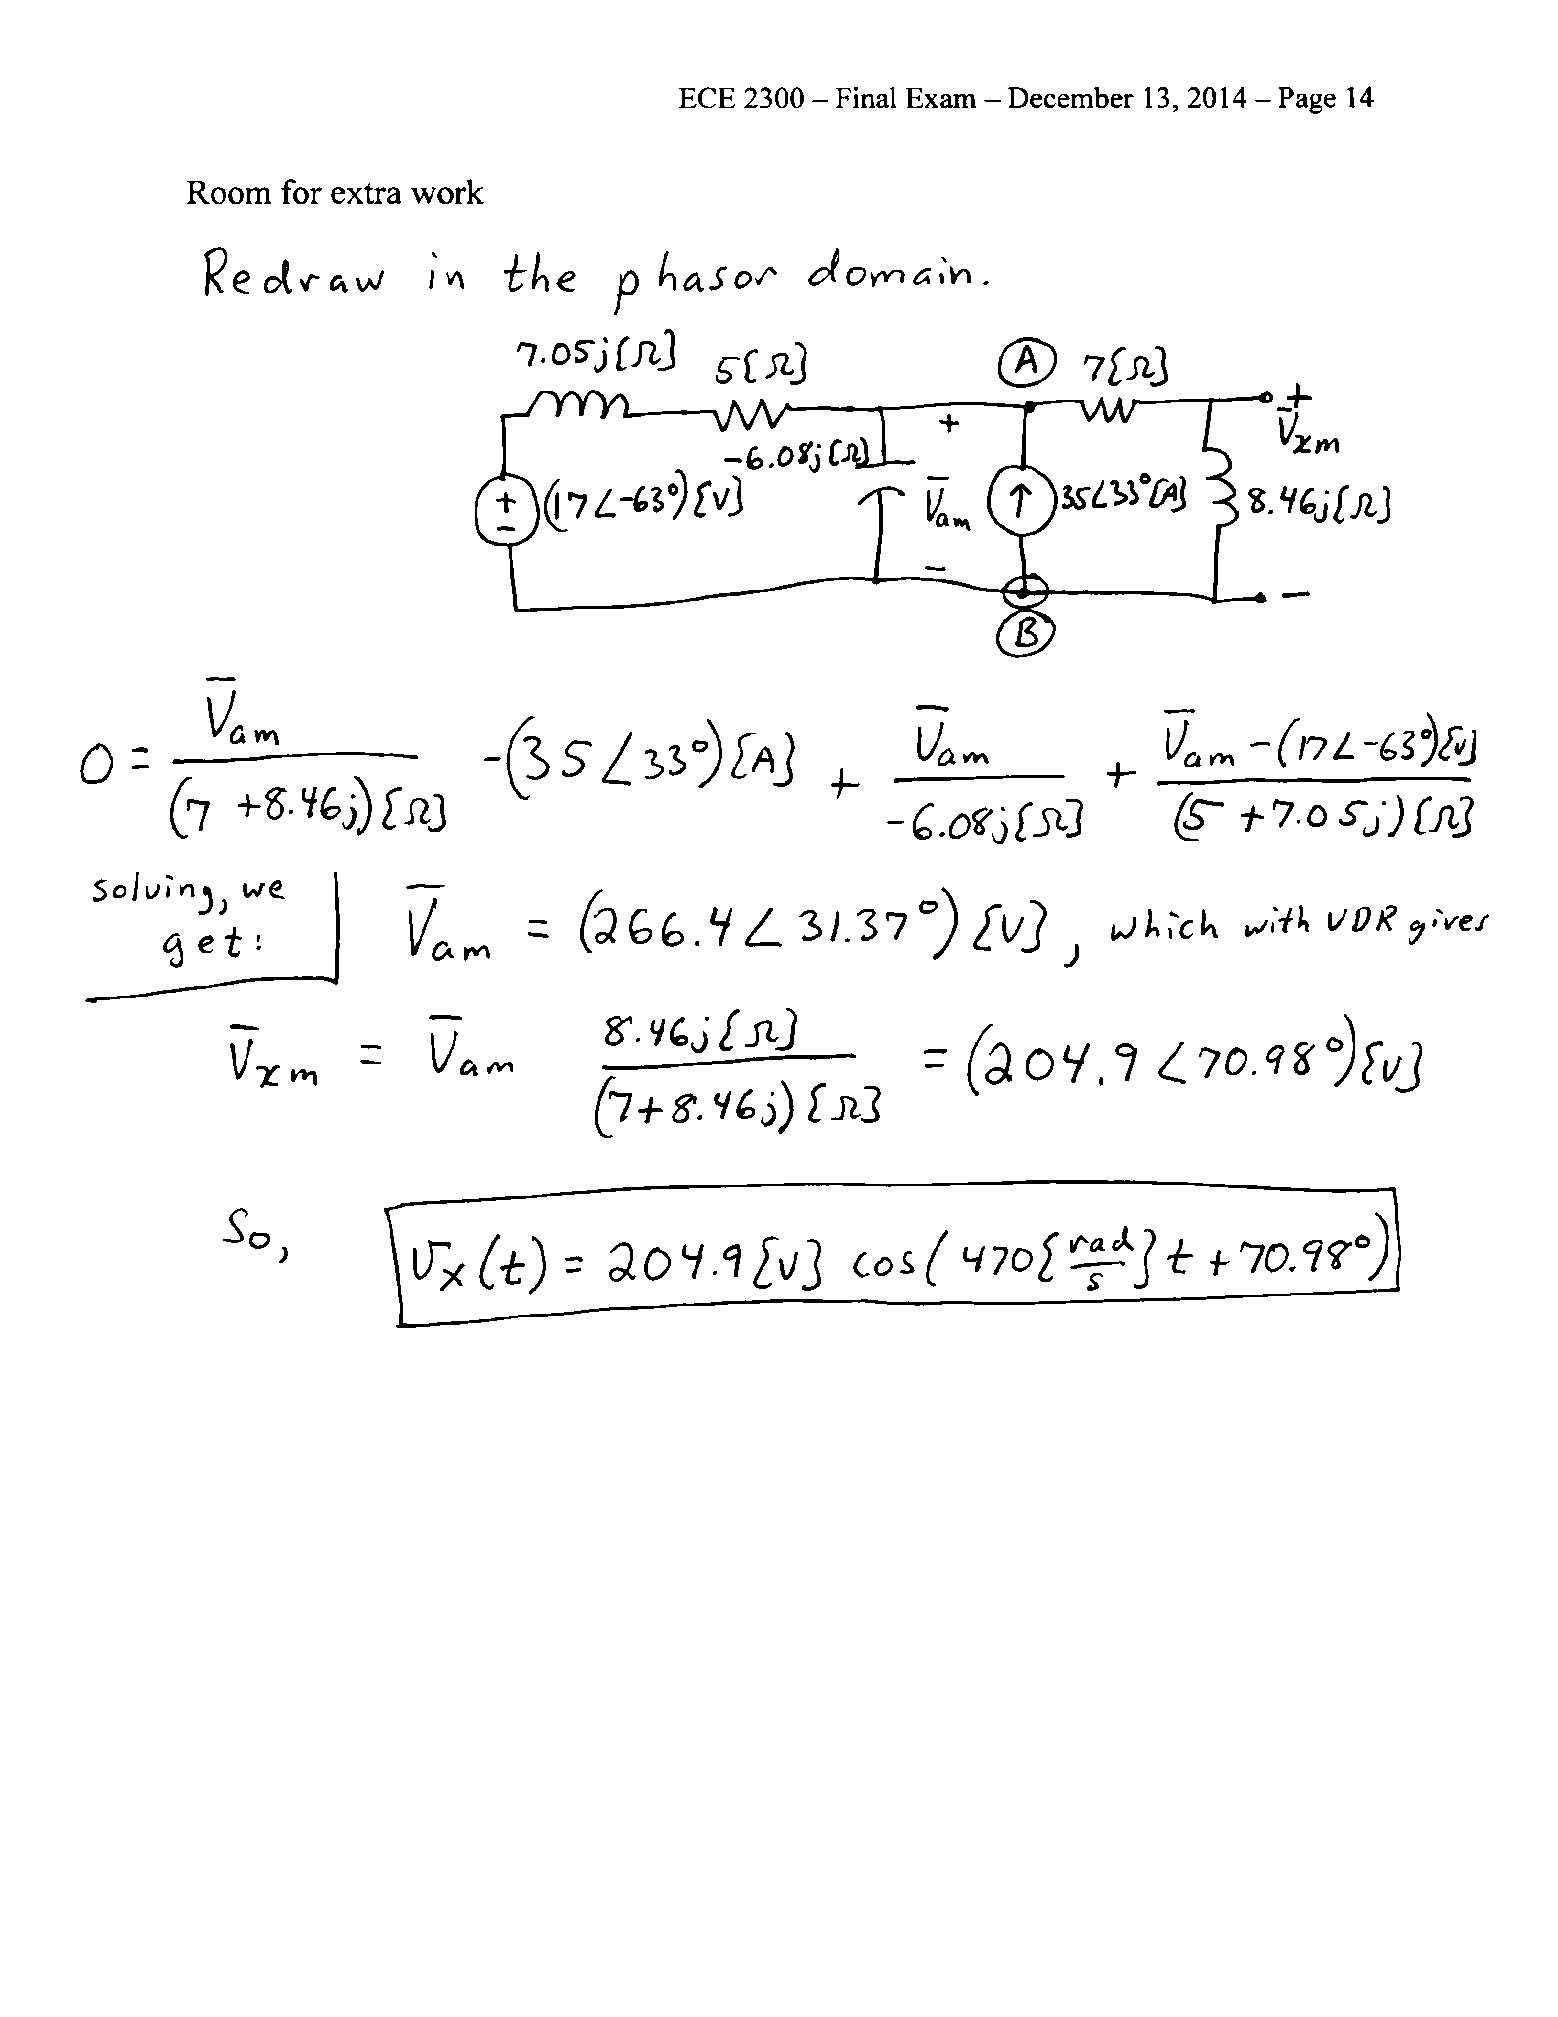 ECE 2300 – Final Exam – December 13, 2014 – Page 14
Room for extra work
Redraw in the phasor domain.
7.05j[Ω] 5[Ω] A 7[Ω]
+ V̅xm
-6.08j[Ω] +
+ - (17∠-63°)[V] V̅am 35∠33°[A] 8.46j[Ω]
- -
B
0 = V̅am / (7 + 8.46j)[Ω] - (35∠33°)[A] + V̅am / -6.08j[Ω] + V̅am - (17∠-63°)[V] / (5 + 7.05j)[Ω]
solving, we get: V̅am = (266.4∠31.37°)[V], which with VDR gives
V̅xm = V̅am 8.46j[Ω] / (7+8.46j)[Ω] = (204.9∠70.98°)[V]
So, vx(t) = 204.9[V] cos(470[rad/s]t + 70.98°)